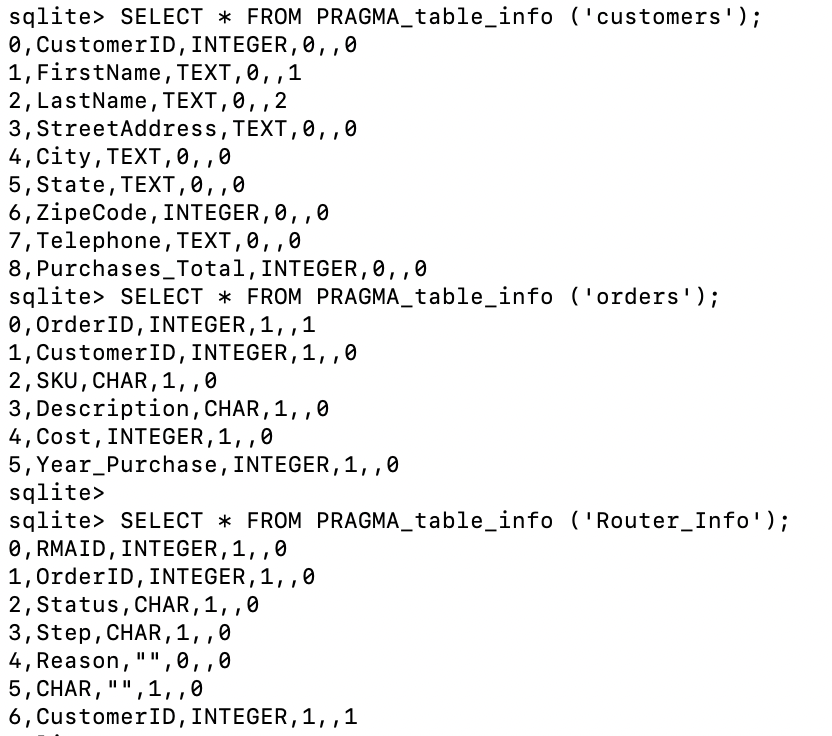 sqlite> SELECT * FROM PRAGMA_table_info ('customers');
0,CustomerID,INTEGER,0,,0
1,FirstName,TEXT,0,,1
2,LastName,TEXT,0,,2
3,StreetAddress,TEXT,0,,0
4,City,TEXT,0,,0
5,State,TEXT,0,,0
6,ZipeCode,INTEGER,0,,0
7,Telephone,TEXT,0,,0
8,Purchases_Total,INTEGER,0,,0
sqlite> SELECT * FROM PRAGMA_table_info ('orders');
0,OrderID,INTEGER,1,,1
1,CustomerID,INTEGER,1,,0
2,SKU,CHAR,1,,0
3,Description,CHAR,1,,0
4,Cost,INTEGER,1,,0
5,Year_Purchase,INTEGER,1,,0
sqlite>
sqlite> SELECT * FROM PRAGMA_table_info ('Router_Info');
0,RMAID,INTEGER,1,,0
1,OrderID,INTEGER,1,,0
2,Status,CHAR,1,,0
3,Step,CHAR,1,,0
4,Reason,"",0,,0
5,CHAR,"",1,,0
6,CustomerID,INTEGER,1,,1